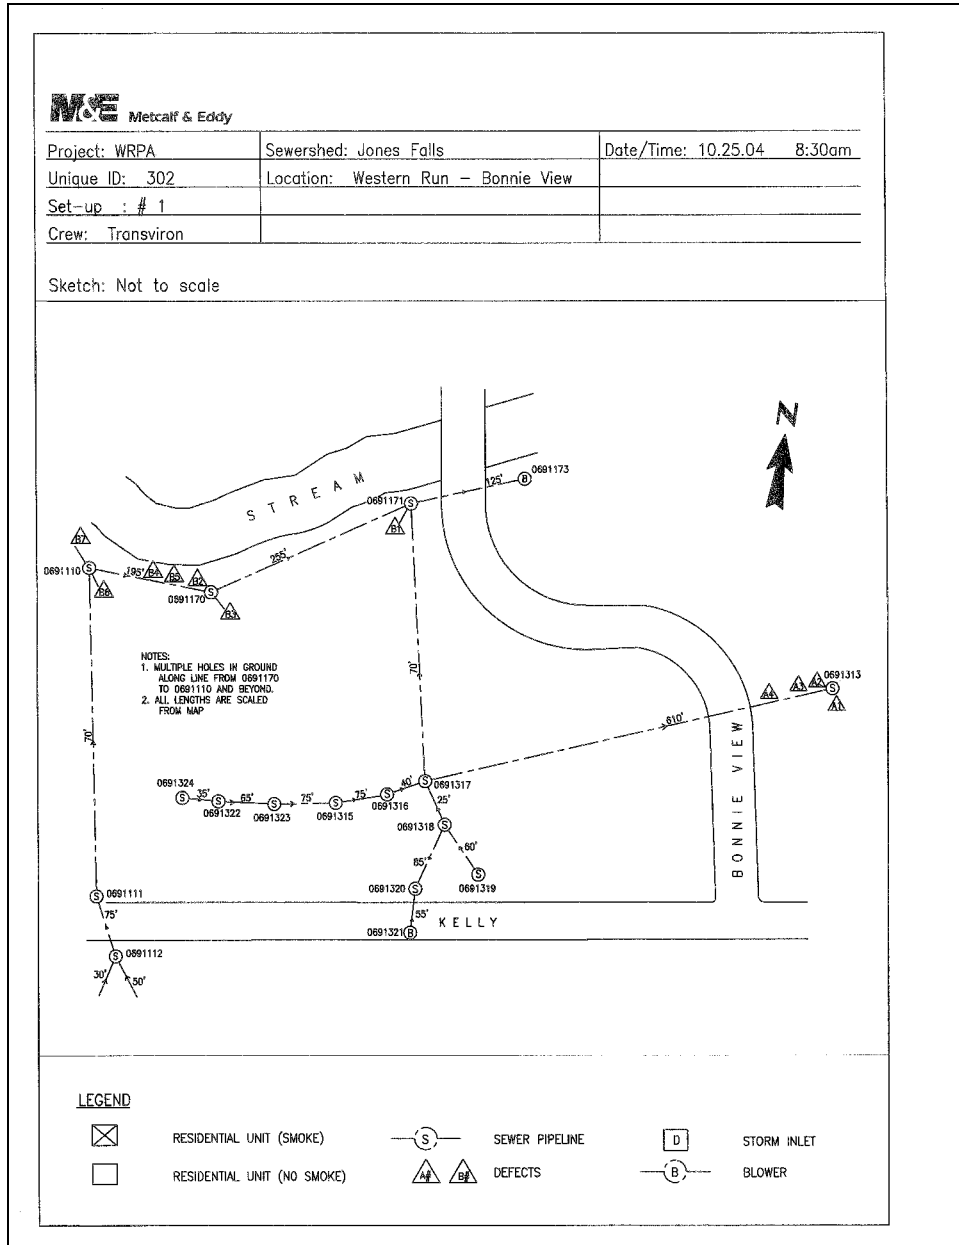 M&E Metcalf & Eddy
Project: WRPA
Sewershed: Jones Falls
Date/Time: 10.25.04 8:30am
Unique ID: 302
Location: Western Run - Bonnie View
Set-up : # 1
Crew: Transviron
Sketch: Not to scale
N
STREAM
0691173
125'
0691171
B1
255'
B7
0691110
195'
B4
B5
B2
B6
0691170
B3
NOTES:
1. MULTIPLE HOLES IN GROUND
ALONG LINE FROM 0691170
TO 0691110 AND BEYOND.
2. ALL LENGTHS ARE SCALED
FROM MAP
70'
70'
A4
A3
A2
0691313
A1
610'
BONNIE VIEW
0691324
35'
0691322
65'
0691323
75'
0691315
75'
0691316
40'
0691317
25'
0691318
60'
0691319
85'
0691320
55'
0691321
KELLY
0691111
75'
0691112
30'
50'
LEGEND
RESIDENTIAL UNIT (SMOKE)
S
SEWER PIPELINE
D
STORM INLET
RESIDENTIAL UNIT (NO SMOKE)
A#
B#
DEFECTS
B
BLOWER